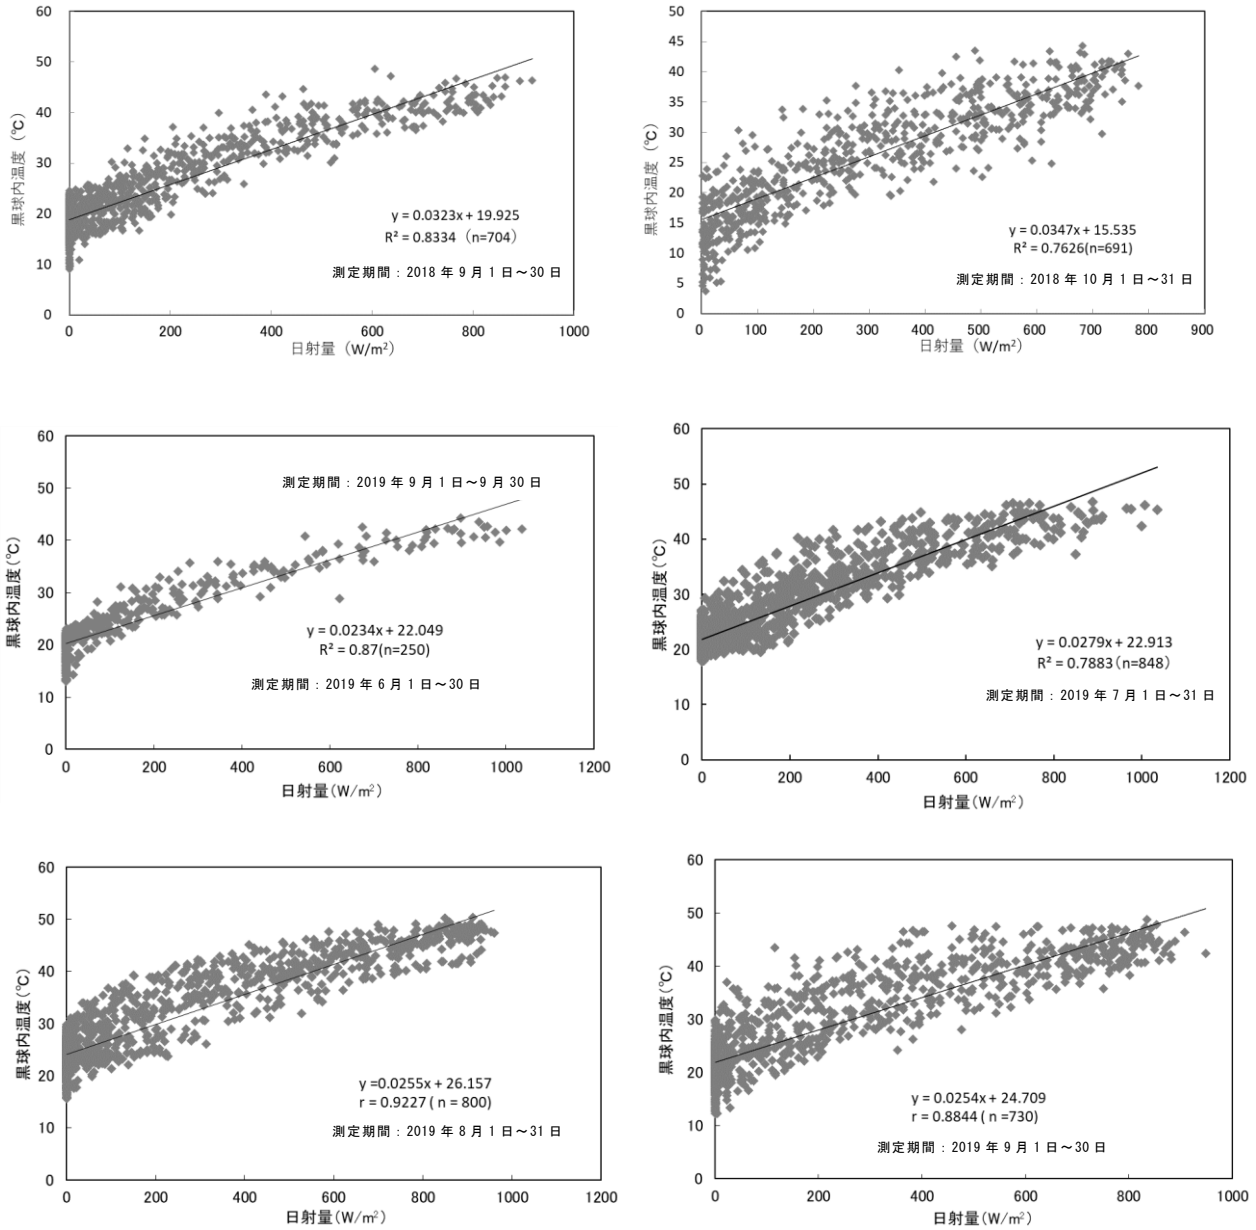 60
50
40
30
20
10
0
黒球内温度 (℃)
y = 0.0323x + 19.925
R² = 0.8334 （n=704）
測定期間：2018 年 9 月 1 日～30 日
0 200 400 600 800 1000
日射量 (W/m²)
50
45
40
35
30
25
20
15
10
5
0
黒球内温度 (℃)
y = 0.0347x + 15.535
R² = 0.7626(n=691)
測定期間：2018 年 10 月 1 日～31 日
0 100 200 300 400 500 600 700 800 900
日射量 (W/m²)
60
50
40
30
20
10
0
黒球内温度(℃)
測定期間：2019 年 9 月 1 日～9 月 30 日
y = 0.0234x + 22.049
R² = 0.87(n=250)
測定期間：2019 年 6 月 1 日～30 日
0 200 400 600 800 1000 1200
日射量(W/m²)
60
50
40
30
20
10
0
黒球内温度(℃)
y = 0.0279x + 22.913
R² = 0.7883（n=848）
測定期間：2019 年 7 月 1 日～31 日
0 200 400 600 800 1000 1200
日射量(W/m²)
60
50
40
30
20
10
0
黒球内温度(℃)
y =0.0255x + 26.157
r = 0.9227 ( n = 800)
測定期間：2019 年 8 月 1 日～31 日
0 200 400 600 800 1000 1200
日射量(W/m²)
60
50
40
30
20
10
0
黒球内温度(℃)
y = 0.0254x + 24.709
r = 0.8844 ( n =730)
測定期間：2019 年 9 月 1 日～30 日
0 200 400 600 800 1000
日射量(W/m²)